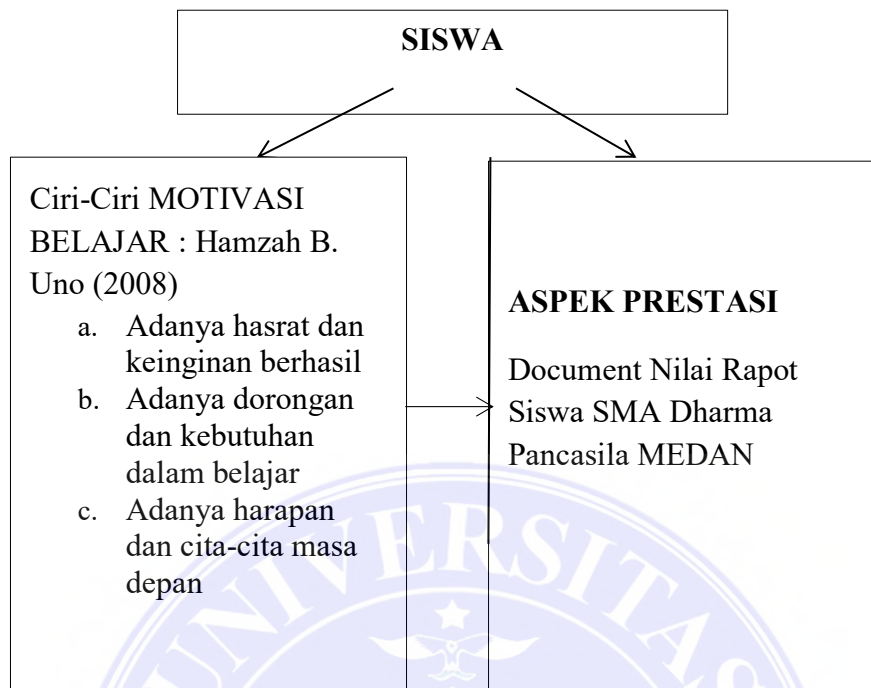 SISWA
Ciri-Ciri MOTIVASI
BELAJAR : Hamzah B.
Uno (2008)
a. Adanya hasrat dan
keinginan berhasil
b. Adanya dorongan
dan kebutuhan
dalam belajar
c. Adanya harapan
dan cita-cita masa
depan
ASPEK PRESTASI
Document Nilai Rapot
Siswa SMA Dharma
Pancasila MEDAN
UNIVERSITA